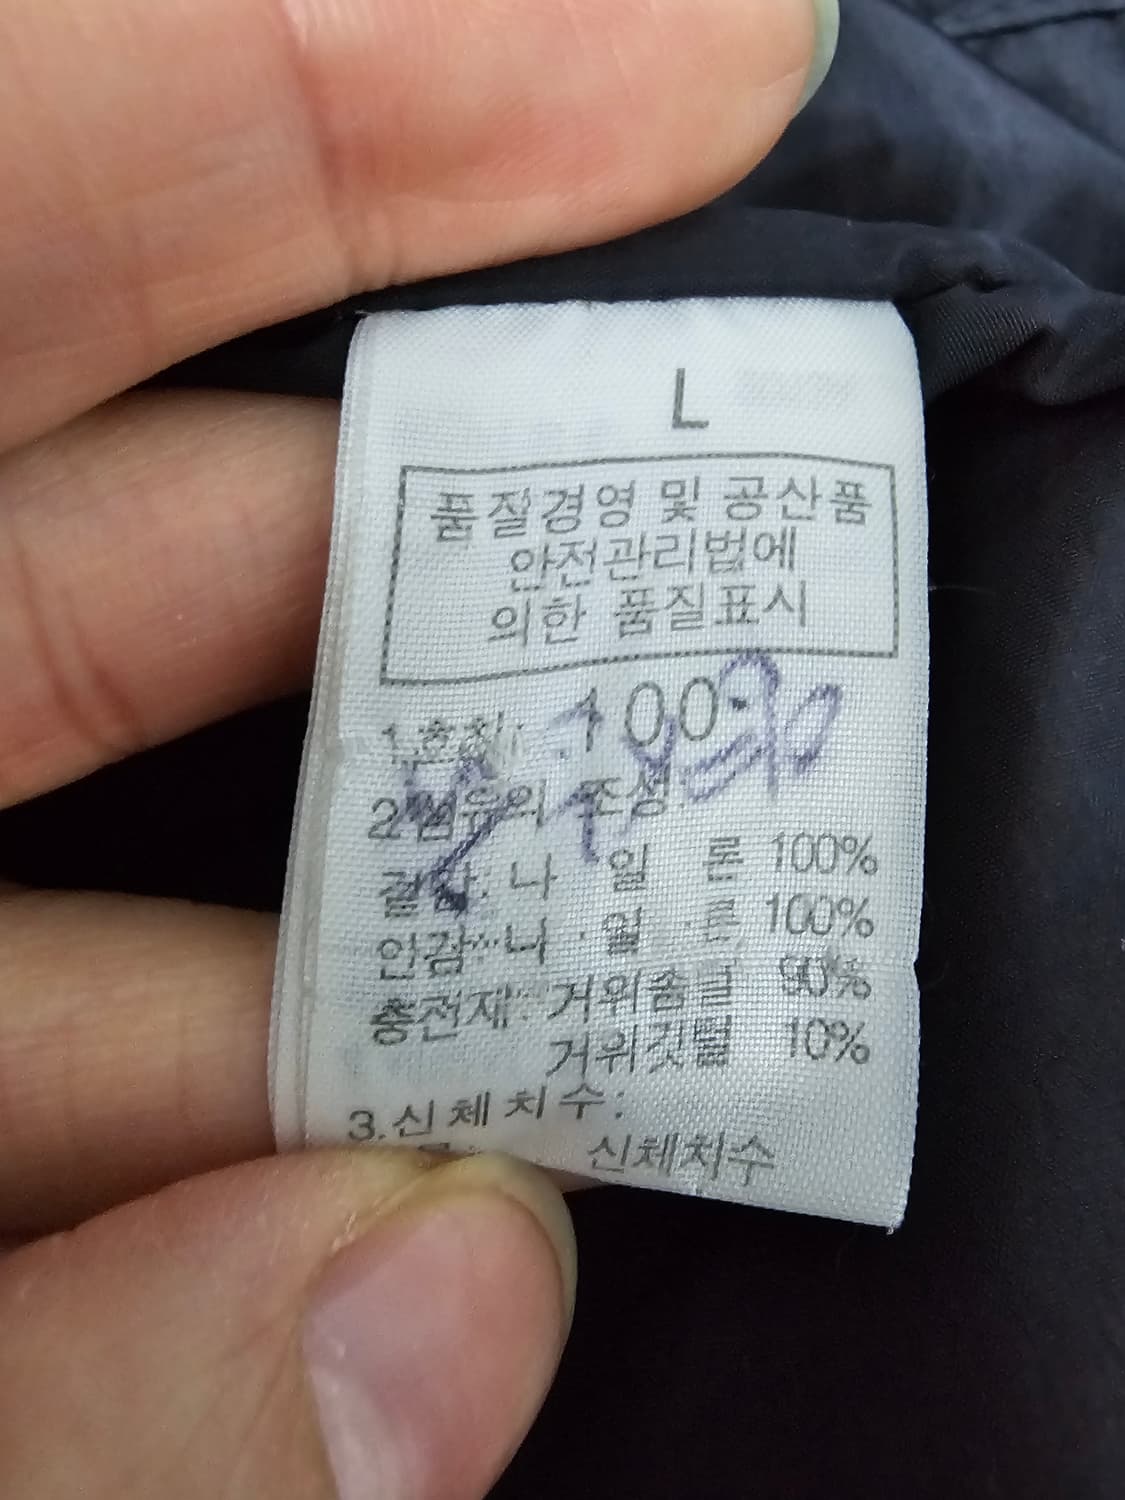 L
품질경영 및 공산품
안전관리법에
의한 품질표시
1.호칭: 100
2.섬유의 조성
겉감: 나 일 론 100%
안감: 나 일 론 100%
충전재: 거위솜털 90%
거위깃털 10%
3.신체치수:
신체치수